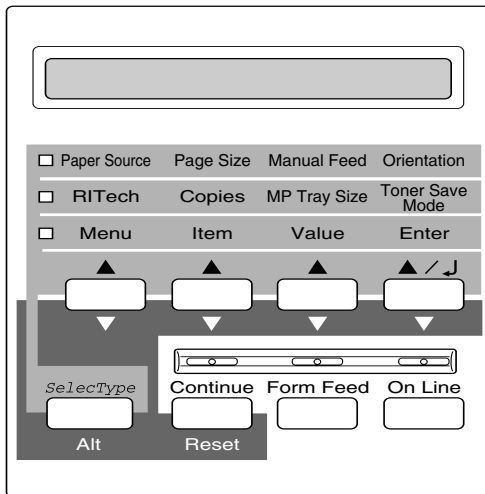 Paper Source Page Size Manual Feed Orientation
RITech Copies MP Tray Size Toner Save Mode
Menu Item Value Enter
SelecType Continue Form Feed On Line
Alt Reset